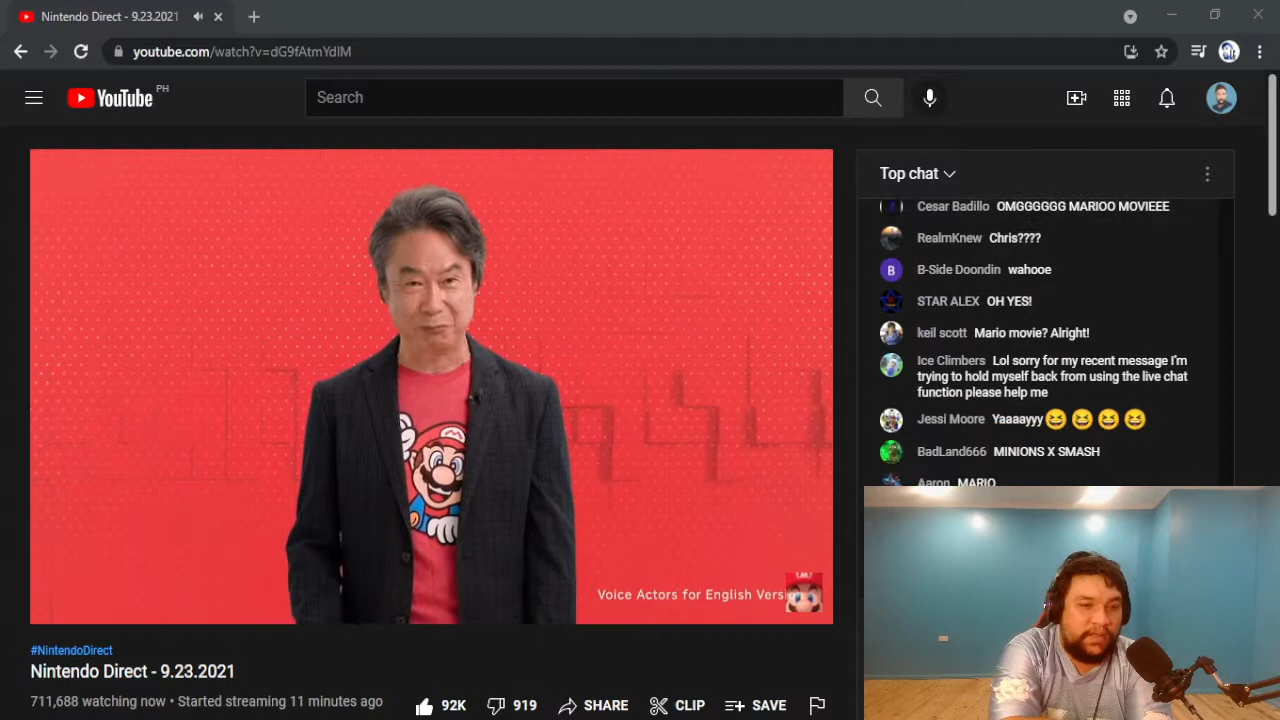 Nintendo Direct - 9.23.2021
youtube.com/watch?v=dG9fAtmYdlM
YouTube PH
Search
Top chat
Cesar Badillo OMGGGGGG MARIOO MOVIEEE
RealmKnew Chris????
B B-Side Doondin wahooe
STAR ALEX OH YES!
keil scott Mario movie? Alright!
Ice Climbers Lol sorry for my recent message I'm
trying to hold myself back from using the live chat
function please help me
Jessi Moore Yaaaayyy😆😆😆😆
BadLand666 MINIONS X SMASH
Aaron MARIO
Voice Actors for English Versi
#NintendoDirect
Nintendo Direct - 9.23.2021
711,688 watching now • Started streaming 11 minutes ago
92K 919 SHARE CLIP SAVE